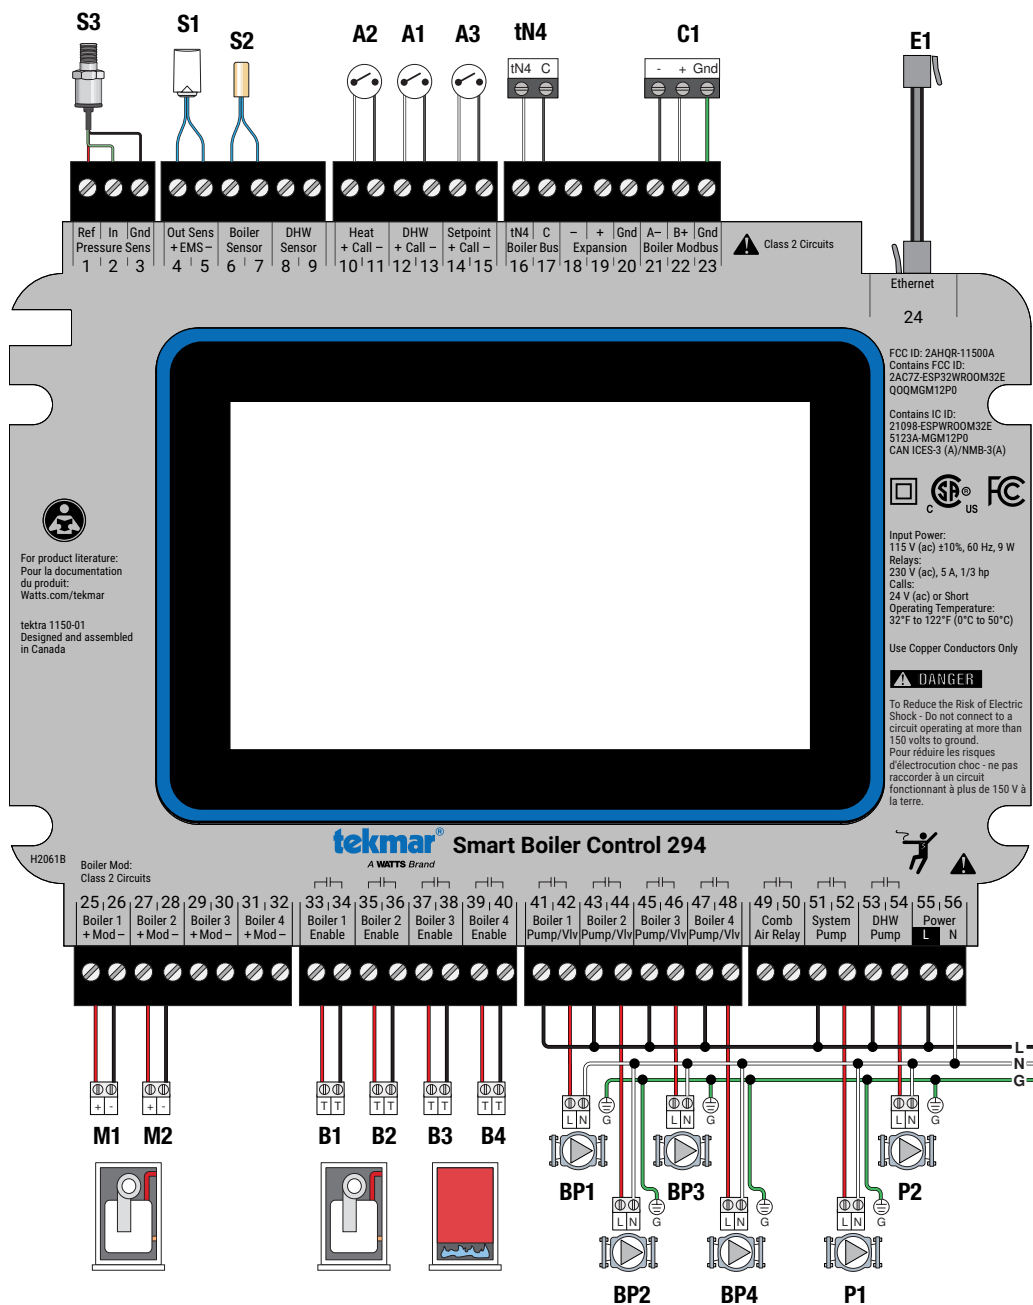 S3 S1 S2 A2 A1 A3 tN4 C1 E1
tN4 C
- + Gnd
Ref In Gnd
Pressure Sens
1 2 3
Out Sens
+ EMS –
4 5
Boiler
Sensor
6 7
DHW
Sensor
8 9
Heat
+ Call –
10 11
DHW
+ Call –
12 13
Setpoint
+ Call –
14 15
tN4 C
Boiler Bus
16 17
– + Gnd
Expansion
18 19 20
A– B+ Gnd
Boiler Modbus
21 22 23
Class 2 Circuits
Ethernet
24
FCC ID: 2AHQR-11500A
Contains FCC ID:
2AC7Z-ESP32WROOM32E
QOQMGM12P0
Contains IC ID:
21098-ESPWROOM32E
5123A-MGM12P0
CAN ICES-3 (A)/NMB-3(A)
C SA ® US FC
Input Power:
115 V (ac) ±10%, 60 Hz, 9 W
Relays:
230 V (ac), 5 A, 1/3 hp
Calls:
24 V (ac) or Short
Operating Temperature:
32°F to 122°F (0°C to 50°C)
Use Copper Conductors Only
DANGER
To Reduce the Risk of Electric
Shock - Do not connect to a
circuit operating at more than
150 volts to ground.
Pour réduire les risques
d'électrocution choc - ne pas
raccorder à un circuit
fonctionnant à plus de 150 V à
la terre.
For product literature:
Pour la documentation
du produit:
Watts.com/tekmar
tektra 1150-01
Designed and assembled
in Canada
tekmar® Smart Boiler Control 294
A WATTS Brand
H2061B
Boiler Mod:
Class 2 Circuits
25 26
Boiler 1
+ Mod –
27 28
Boiler 2
+ Mod –
29 30
Boiler 3
+ Mod –
31 32
Boiler 4
+ Mod –
33 34
Boiler 1
Enable
35 36
Boiler 2
Enable
37 38
Boiler 3
Enable
39 40
Boiler 4
Enable
41 42
Boiler 1
Pump/Vlv
43 44
Boiler 2
Pump/Vlv
45 46
Boiler 3
Pump/Vlv
47 48
Boiler 4
Pump/Vlv
49 50
Comb
Air Relay
51 52
System
Pump
53 54
DHW
Pump
55 56
Power
L N
L
N
G
+ - + -
T T T T T T T T
M1 M2 B1 B2 B3 B4
L N G L N G L N
BP1 BP3 P2
L N G L N G L N G
BP2 BP4 P1